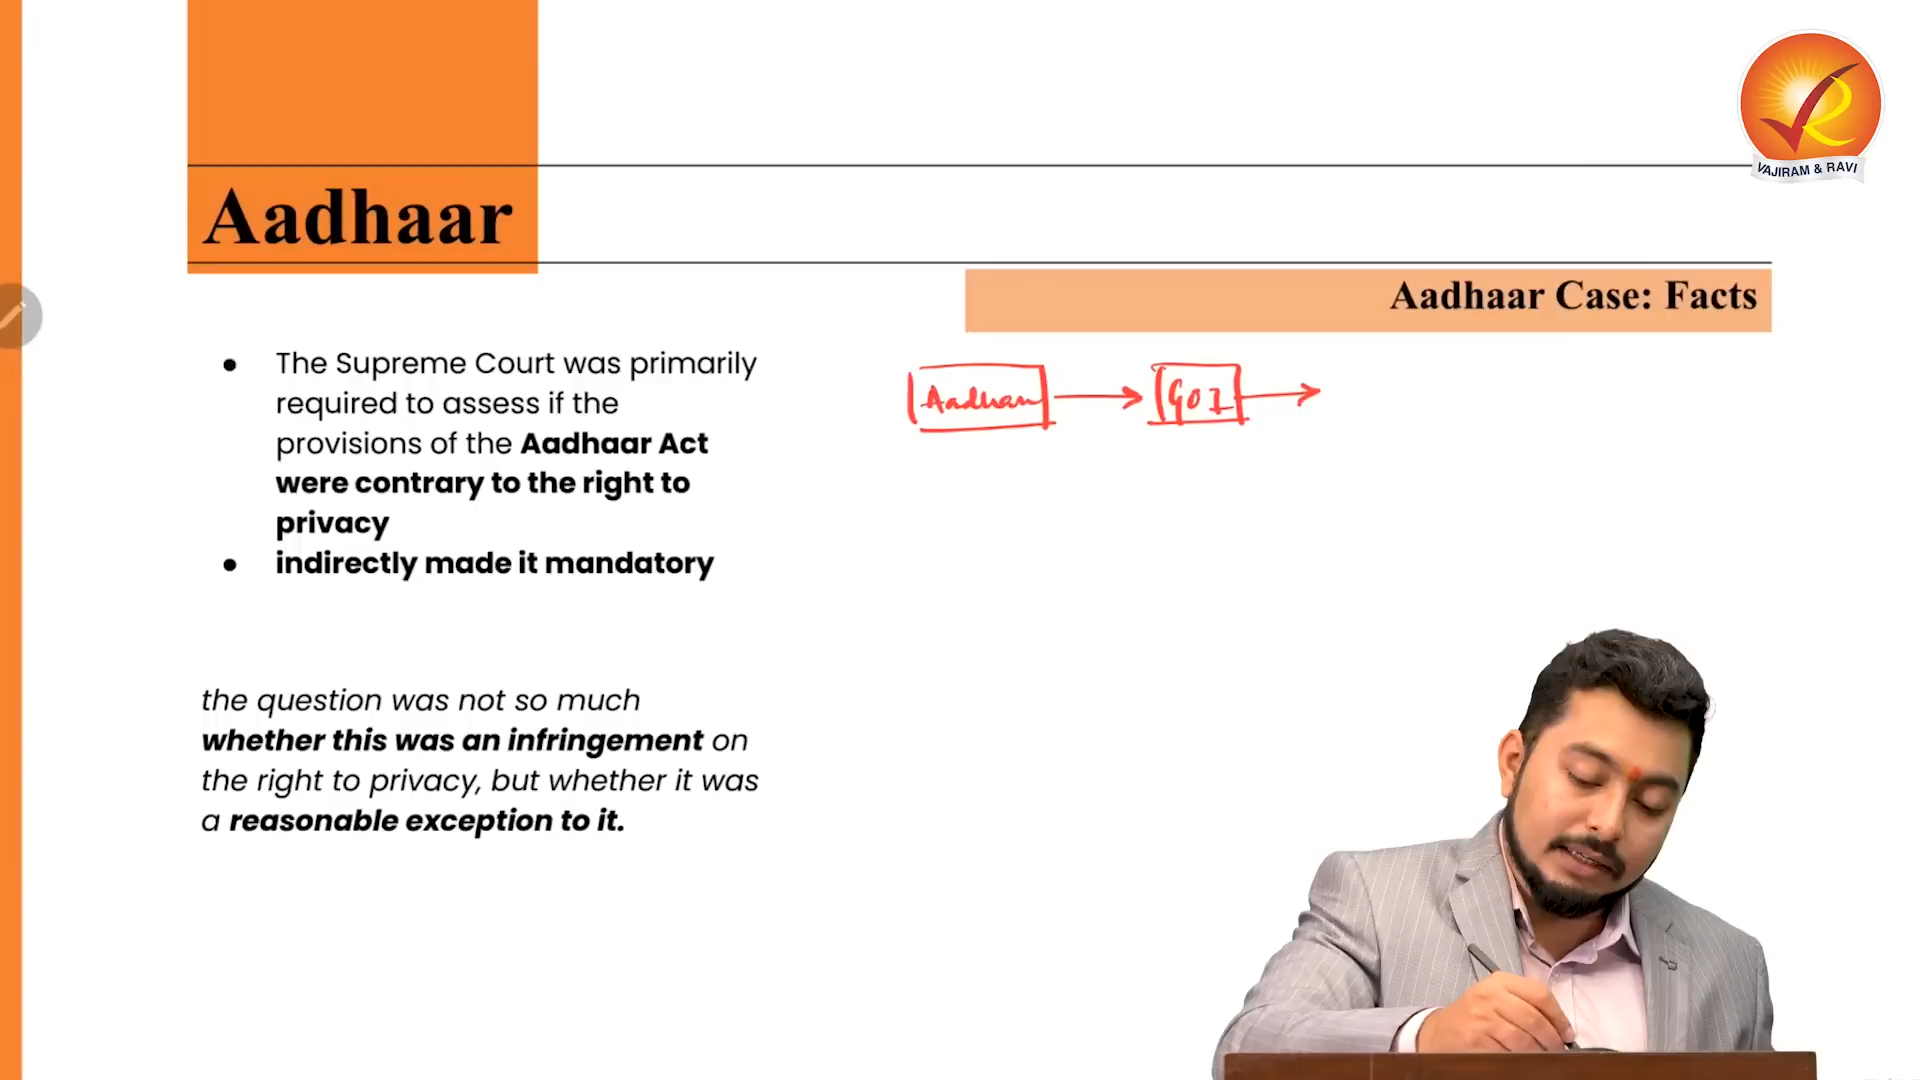 VAJIRAM & RAVI
Aadhaar
Aadhaar Case: Facts
● The Supreme Court was primarily
required to assess if the
provisions of the Aadhaar Act
were contrary to the right to
privacy
● indirectly made it mandatory
Aadhaar
GOI
the question was not so much
whether this was an infringement on
the right to privacy, but whether it was
a reasonable exception to it.